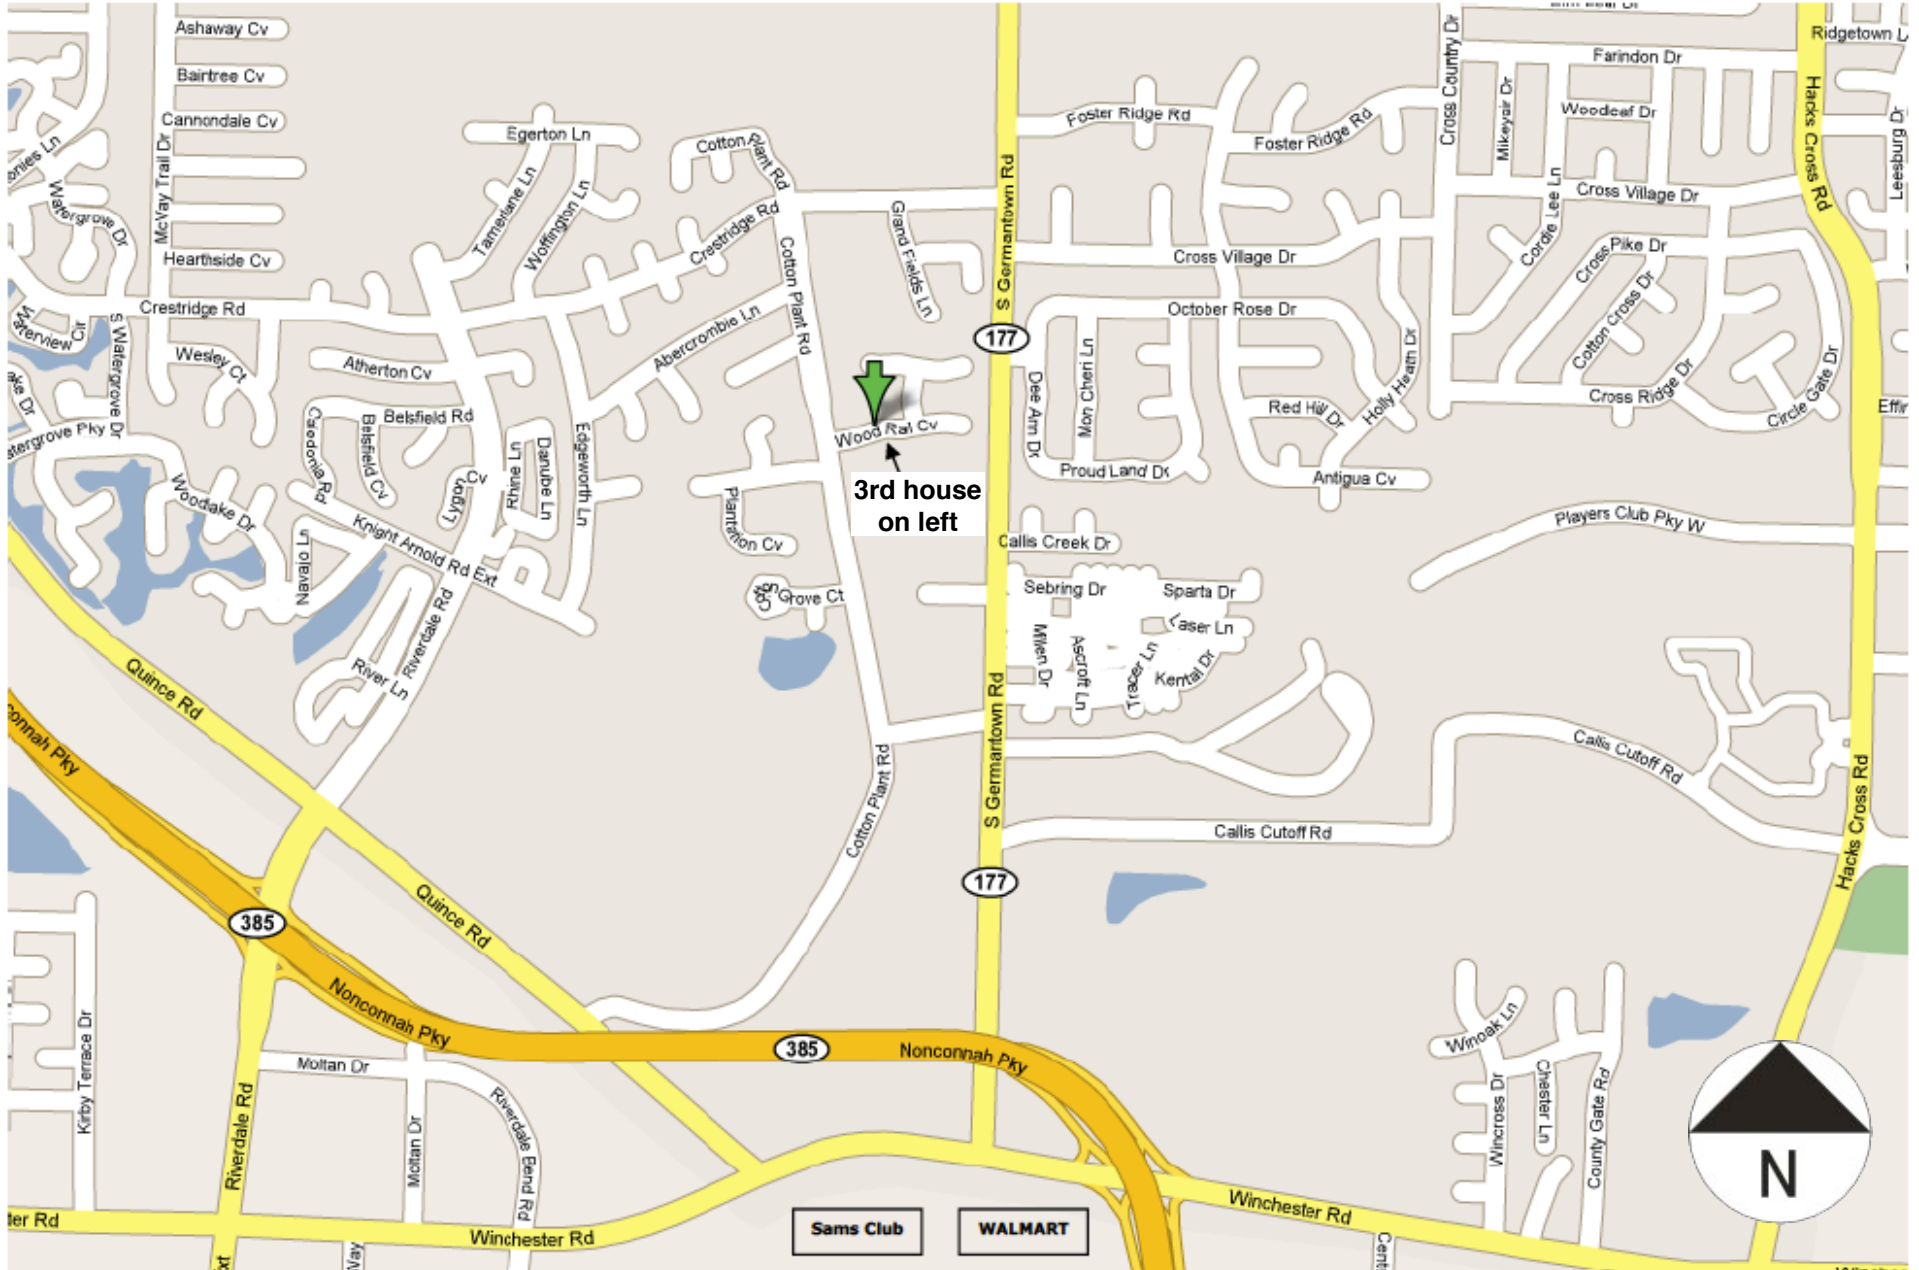 Ashaway Cv
Bairtree Cv
Cannondale Cv
McVay Trail Dr
Hearthside Cv
Watergrove Dr
Crestridge Rd
S Watergrove Dr
Wesley Ct
Atherton Cv
Belsfield Rd
Belsfield Cv
Caledonia Rd
Lygon Cv
Rhine Ln
Danube Ln
Edgeworth Ln
Egerton Ln
Tamerlane Ln
Woffington Ln
Crestridge Rd
Abercrombie Ln
Cotton Plant Rd
Cotton Plant Rd
Grand Fields Ln
Wood Rail Cv
3rd house
on left
Plantation Cv
Grove Ct
Cotton Plant Rd
Woodlake Dr
Navajo Ln
Knight Arnold Rd Ext
Riverdale Rd
River Ln
Quince Rd
Quince Rd
385
Nonconnah Pky
385
Nonconnah Pky
Kirby Terrace Dr
Moltan Dr
Moltan Dr
Riverdale Rd
Riverdale Bend Rd
Winchester Rd
Sams Club
WALMART
Winchester Rd
S Germantown Rd
177
S Germantown Rd
177
Foster Ridge Rd
Foster Ridge Rd
Cross Country Dr
Farindon Dr
Mikeyair Dr
Woodleaf Dr
Cordie Lee Ln
Cross Village Dr
Hacks Cross Rd
Ridgetown L
Leesburg Dr
Cross Village Dr
October Rose Dr
Cross Pike Dr
Cotton Cross Dr
Cross Ridge Dr
Circle Gate Dr
Effin
Dee Ann Dr
Mon Cheri Ln
Proud Land Dr
Red Hill Dr
Holly Heath Dr
Antigua Cv
Players Club Pky W
Callis Creek Dr
Sebring Dr
Sparta Dr
Milen Dr
Ascroft Ln
Tracer Ln
Kental Dr
Callis Cutoff Rd
Callis Cutoff Rd
Hacks Cross Rd
Winoak Ln
Wincross Dr
Chester Ln
County Gate Rd
N